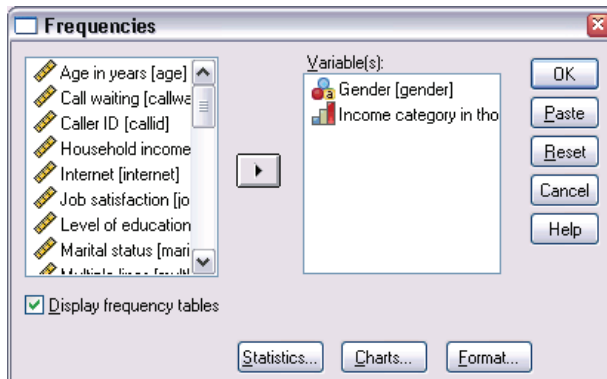 Frequencies
Age in years [age]
Call waiting [callwa
Caller ID [callid]
Household income
Internet [internet]
Job satisfaction [jo
Level of education
Marital status [mari
Variable(s):
Gender [gender]
Income category in tho
OK
Paste
Reset
Cancel
Help
Display frequency tables
Statistics...
Charts...
Format...